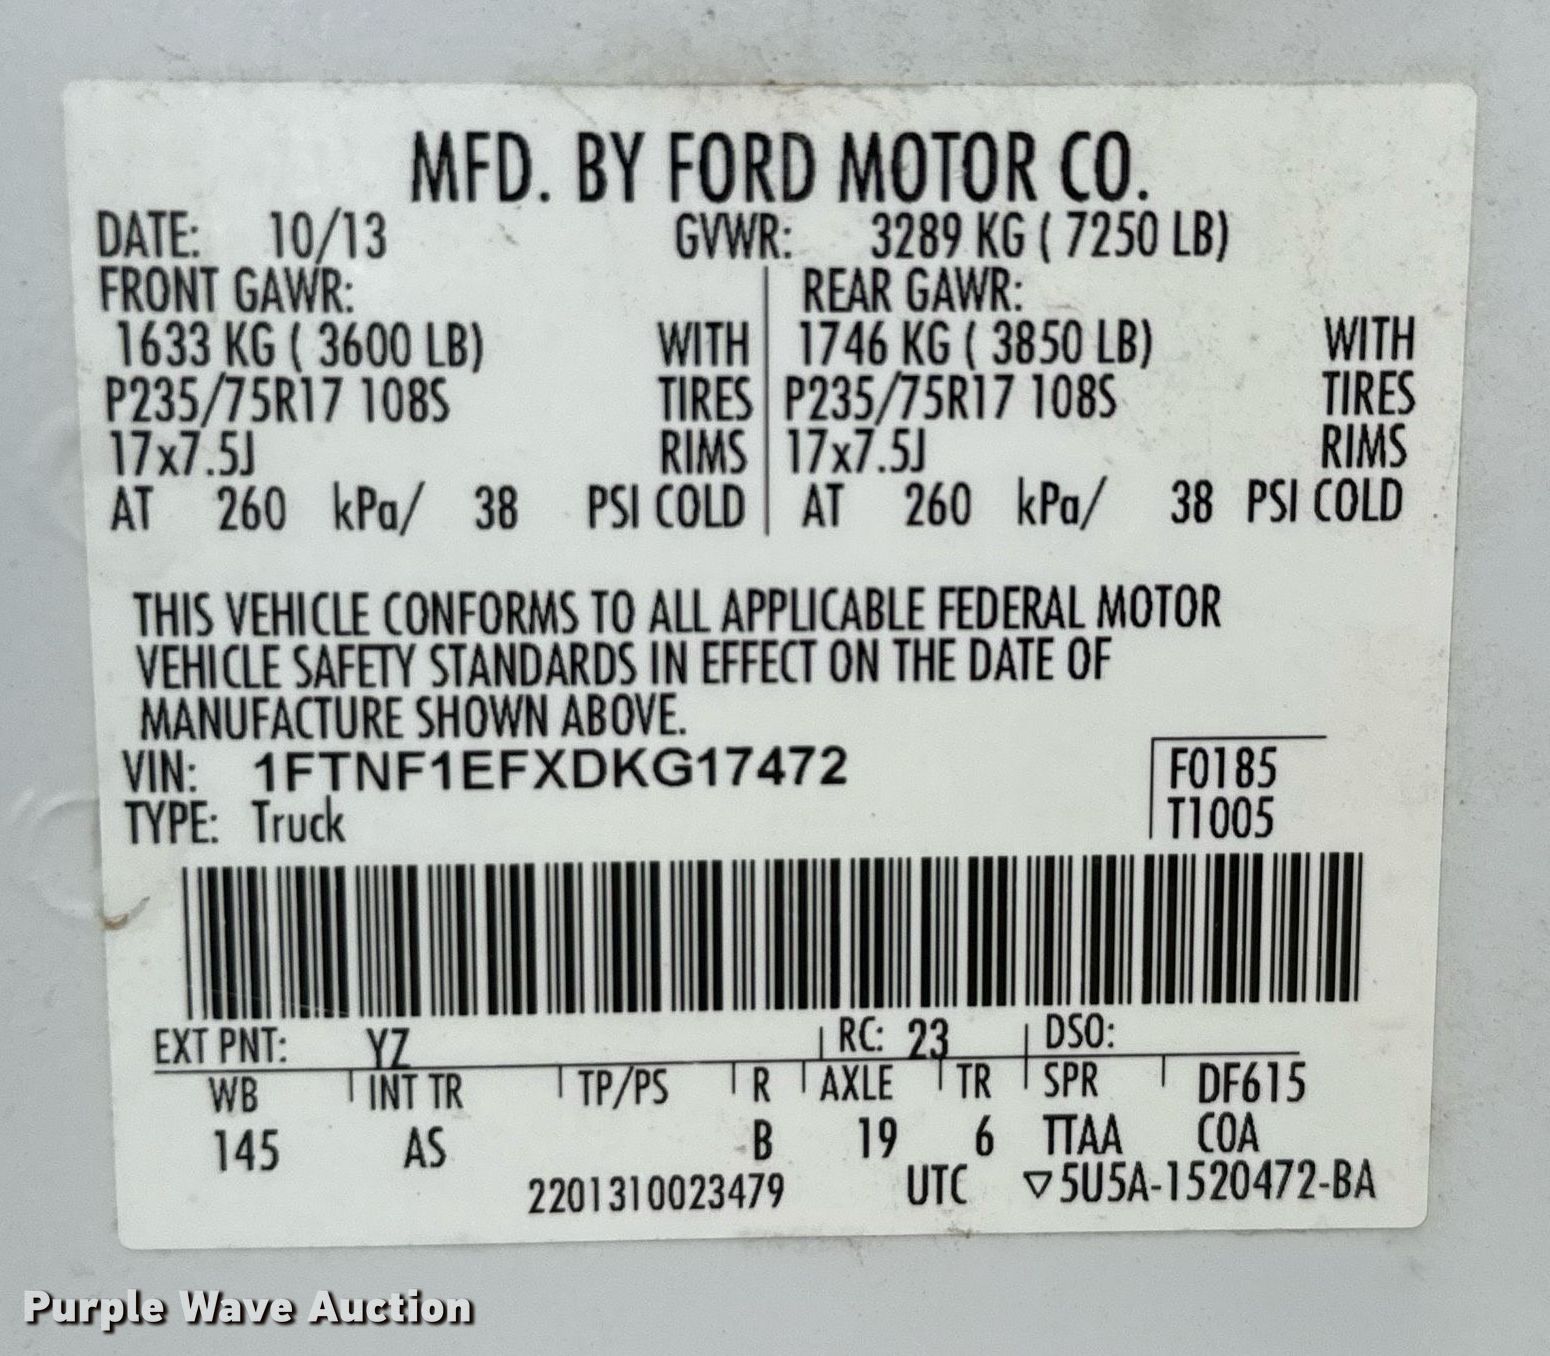 MFD. BY FORD MOTOR CO.
DATE: 10/13 GVWR: 3289 KG ( 7250 LB)
FRONT GAWR: REAR GAWR:
1633 KG ( 3600 LB) WITH 1746 KG ( 3850 LB) WITH
P235/75R17 108S TIRES P235/75R17 108S TIRES
17x7.5J RIMS 17x7.5J RIMS
AT 260 kPa/ 38 PSI COLD AT 260 kPa/ 38 PSI COLD
THIS VEHICLE CONFORMS TO ALL APPLICABLE FEDERAL MOTOR
VEHICLE SAFETY STANDARDS IN EFFECT ON THE DATE OF
MANUFACTURE SHOWN ABOVE.
VIN: 1FTNF1EFXDKG17472 F0185
TYPE: Truck T1005
EXT PNT: YZ RC: 23 DSO:
WB INT TR TP/PS R AXLE TR SPR DF615
145 AS B 19 6 TTAA COA
2201310023479 UTC ▽5U5A-1520472-BA
Purple Wave Auction